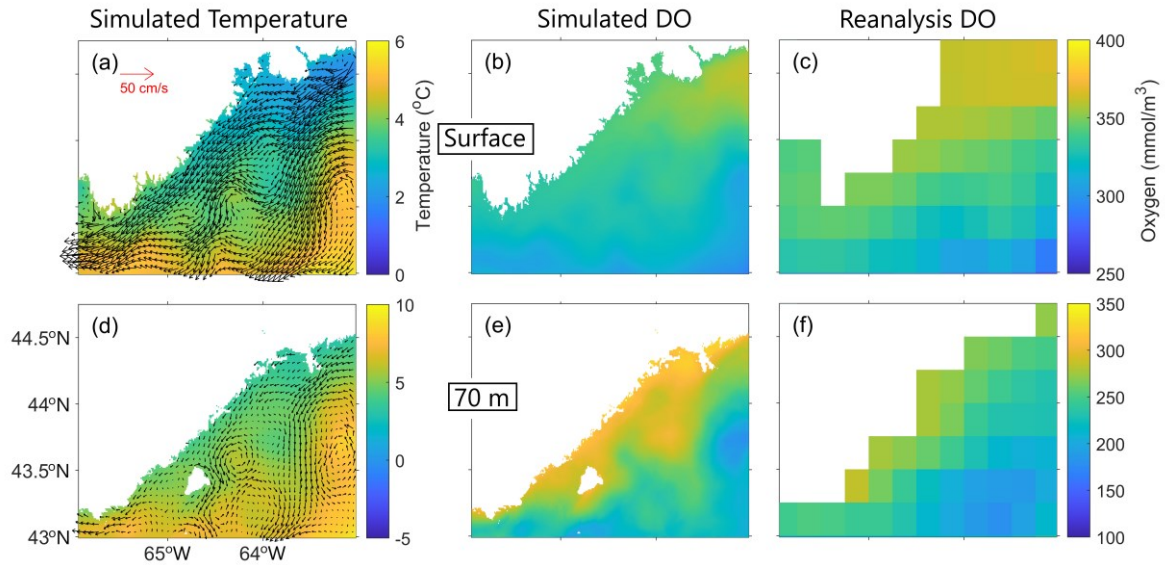 Simulated Temperature
Simulated DO
Reanalysis DO
(a)
50 cm/s
6
4
2
0
Temperature (°C)
(b)
Surface
(c)
400
350
300
250
Oxygen (mmol/m³)
(d)
44.5°N
44°N
43.5°N
43°N
65°W
64°W
10
5
0
-5
(e)
70 m
(f)
350
300
250
200
150
100